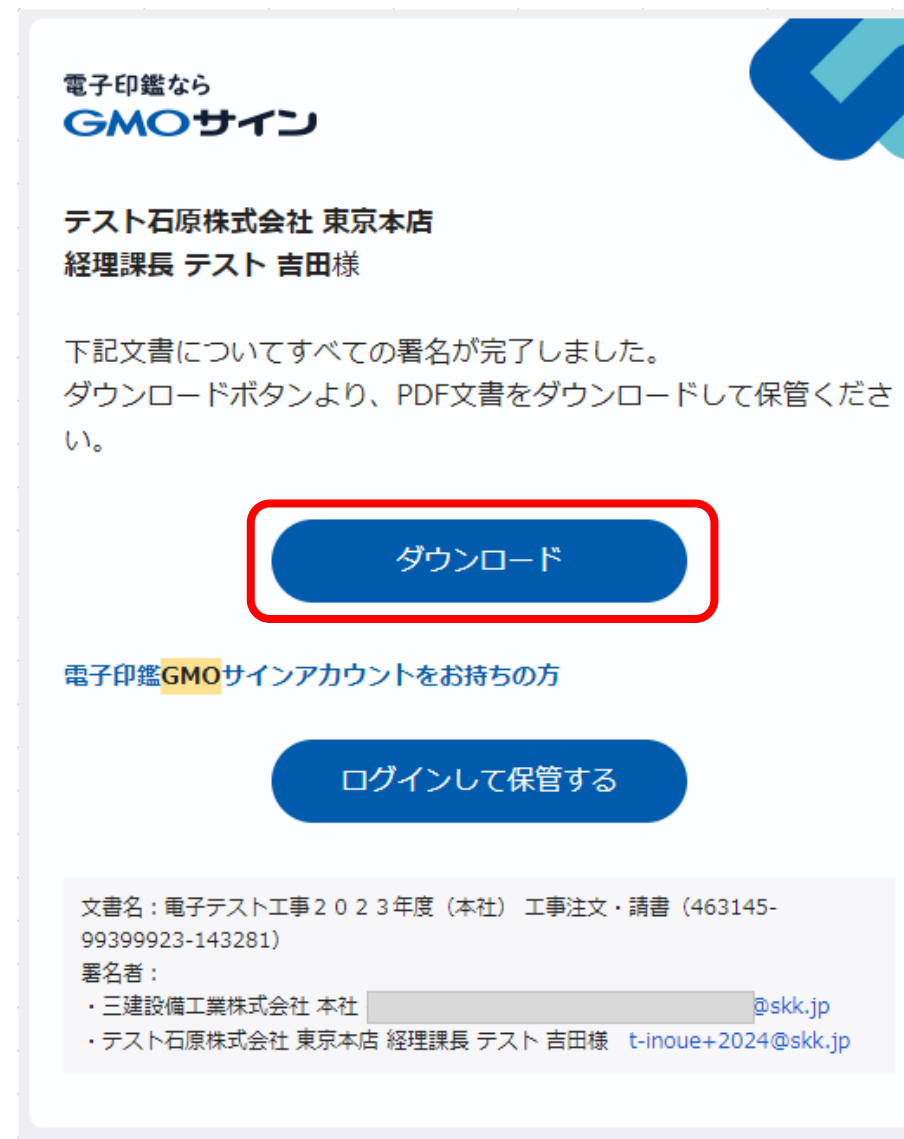 電子印鑑なら
GMOサイン
テスト石原株式会社 東京本店
経理課長 テスト 吉田様
下記文書についてすべての署名が完了しました。
ダウンロードボタンより、PDF文書をダウンロードして保管くださ
い。
ダウンロード
電子印鑑GMOサインアカウントをお持ちの方
ログインして保管する
文書名：電子テスト工事２０２３年度（本社） 工事注文・請書（463145-
99399923-143281）
署名者：
・三建設備工業株式会社 本社 @skk.jp
・テスト石原株式会社 東京本店 経理課長 テスト 吉田様 t-inoue+2024@skk.jp